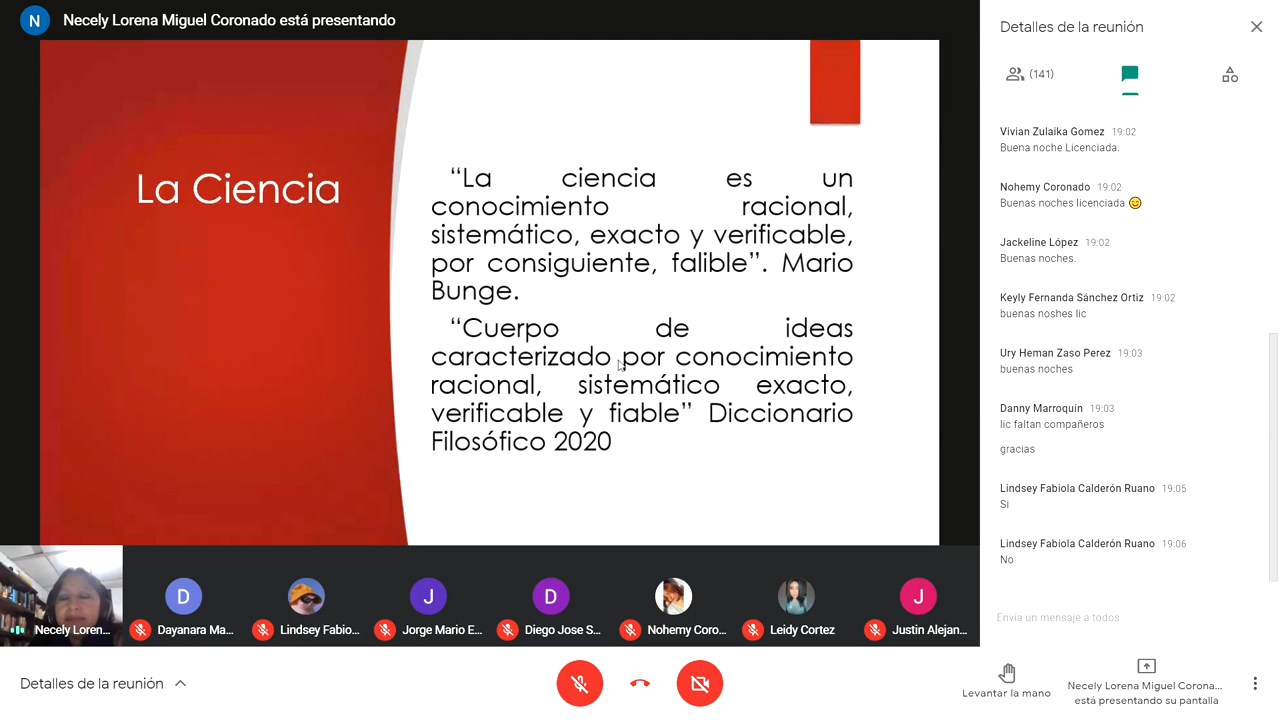 N Necely Lorena Miguel Coronado está presentando
La Ciencia
“La ciencia es un
conocimiento racional,
sistemático, exacto y verificable,
por consiguiente, falible”. Mario
Bunge.
“Cuerpo de ideas
caracterizado por conocimiento
racional, sistemático exacto,
verificable y fiable” Diccionario
Filosófico 2020
Necely Loren...
D
Dayanara Ma...
Lindsey Fabio...
J
Jorge Mario E...
D
Diego Jose S...
Nohemy Coro...
Leidy Cortez
J
Justin Alejan...
Detalles de la reunión
(141)
Vivian Zulaika Gomez 19:02
Buena noche Licenciada.
Nohemy Coronado 19:02
Buenas noches licenciada 😊
Jackeline López 19:02
Buenas noches.
Keyly Fernanda Sánchez Ortiz 19:02
buenas noshes lic
Ury Heman Zaso Perez 19:03
buenas noches
Danny Marroquín 19:03
lic faltan compañeros
gracias
Lindsey Fabiola Calderón Ruano 19:05
Si
Lindsey Fabiola Calderón Ruano 19:06
No
Envía un mensaje a todos
Detalles de la reunión
Levantar la mano
Necely Lorena Miguel Corona...
está presentando su pantalla